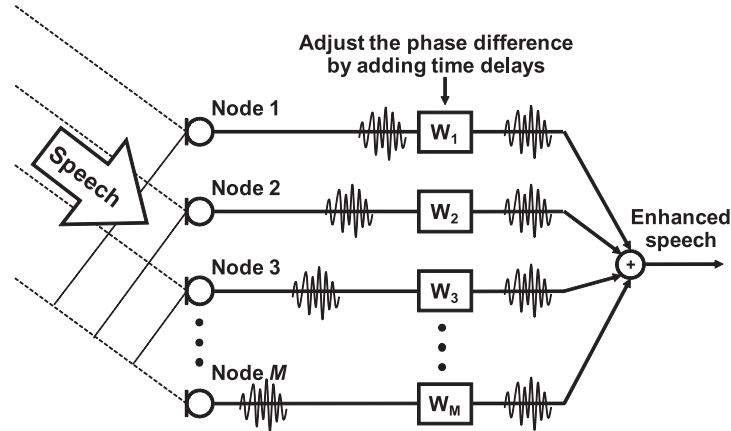 Adjust the phase difference
by adding time delays
Node 1
W1
Speech
Node 2
W2
Enhanced
speech
+
Node 3
W3
Node M
WM